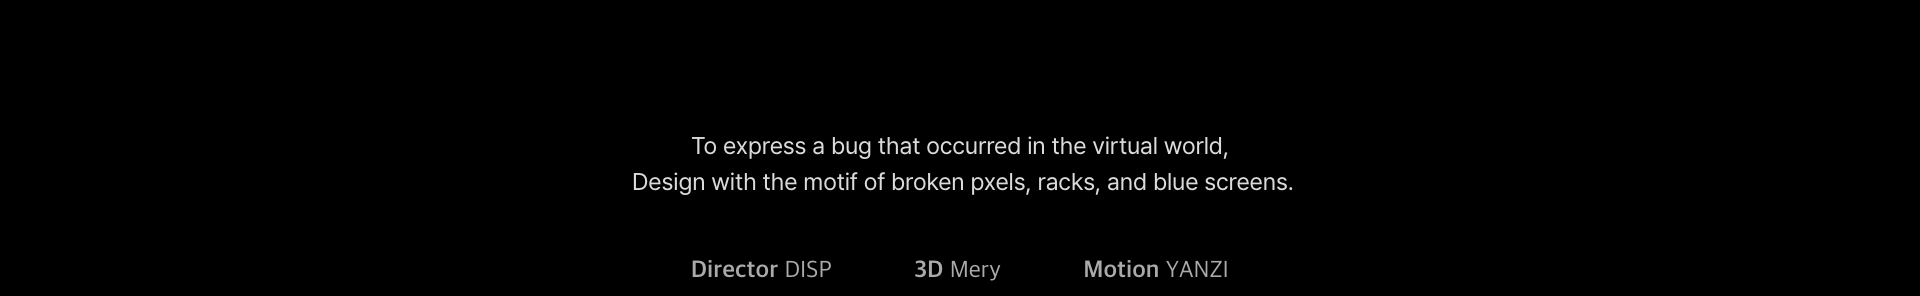 To express a bug that occurred in the virtual world,
Design with the motif of broken pxels, racks, and blue screens.
Director DISP 3D Mery Motion YANZI